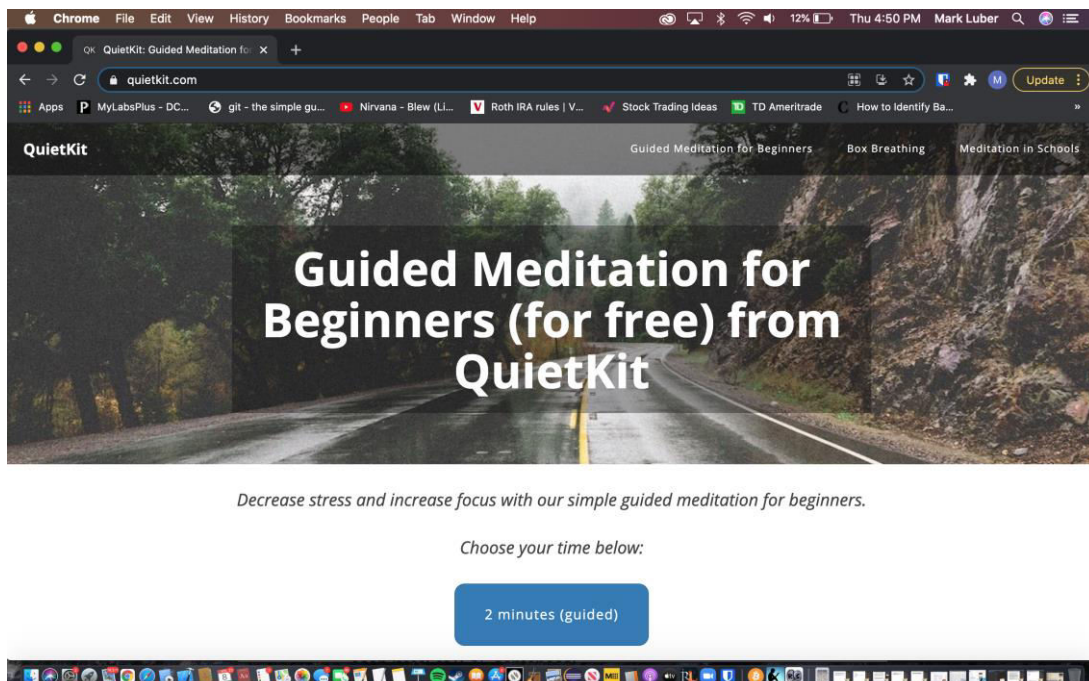 Chrome File Edit View History Bookmarks People Tab Window Help 12% Thu 4:50 PM Mark Luber
QK QuietKit: Guided Meditation fo
quietkit.com M Update
Apps P MyLabsPlus - DC... git - the simple gu... Nirvana - Blew (Li... V Roth IRA rules | V... Stock Trading Ideas TD TD Ameritrade C How to Identify Ba... »
QuietKit Guided Meditation for Beginners Box Breathing Meditation in Schools
Guided Meditation for
Beginners (for free) from
QuietKit
Decrease stress and increase focus with our simple guided meditation for beginners.
Choose your time below:
2 minutes (guided)